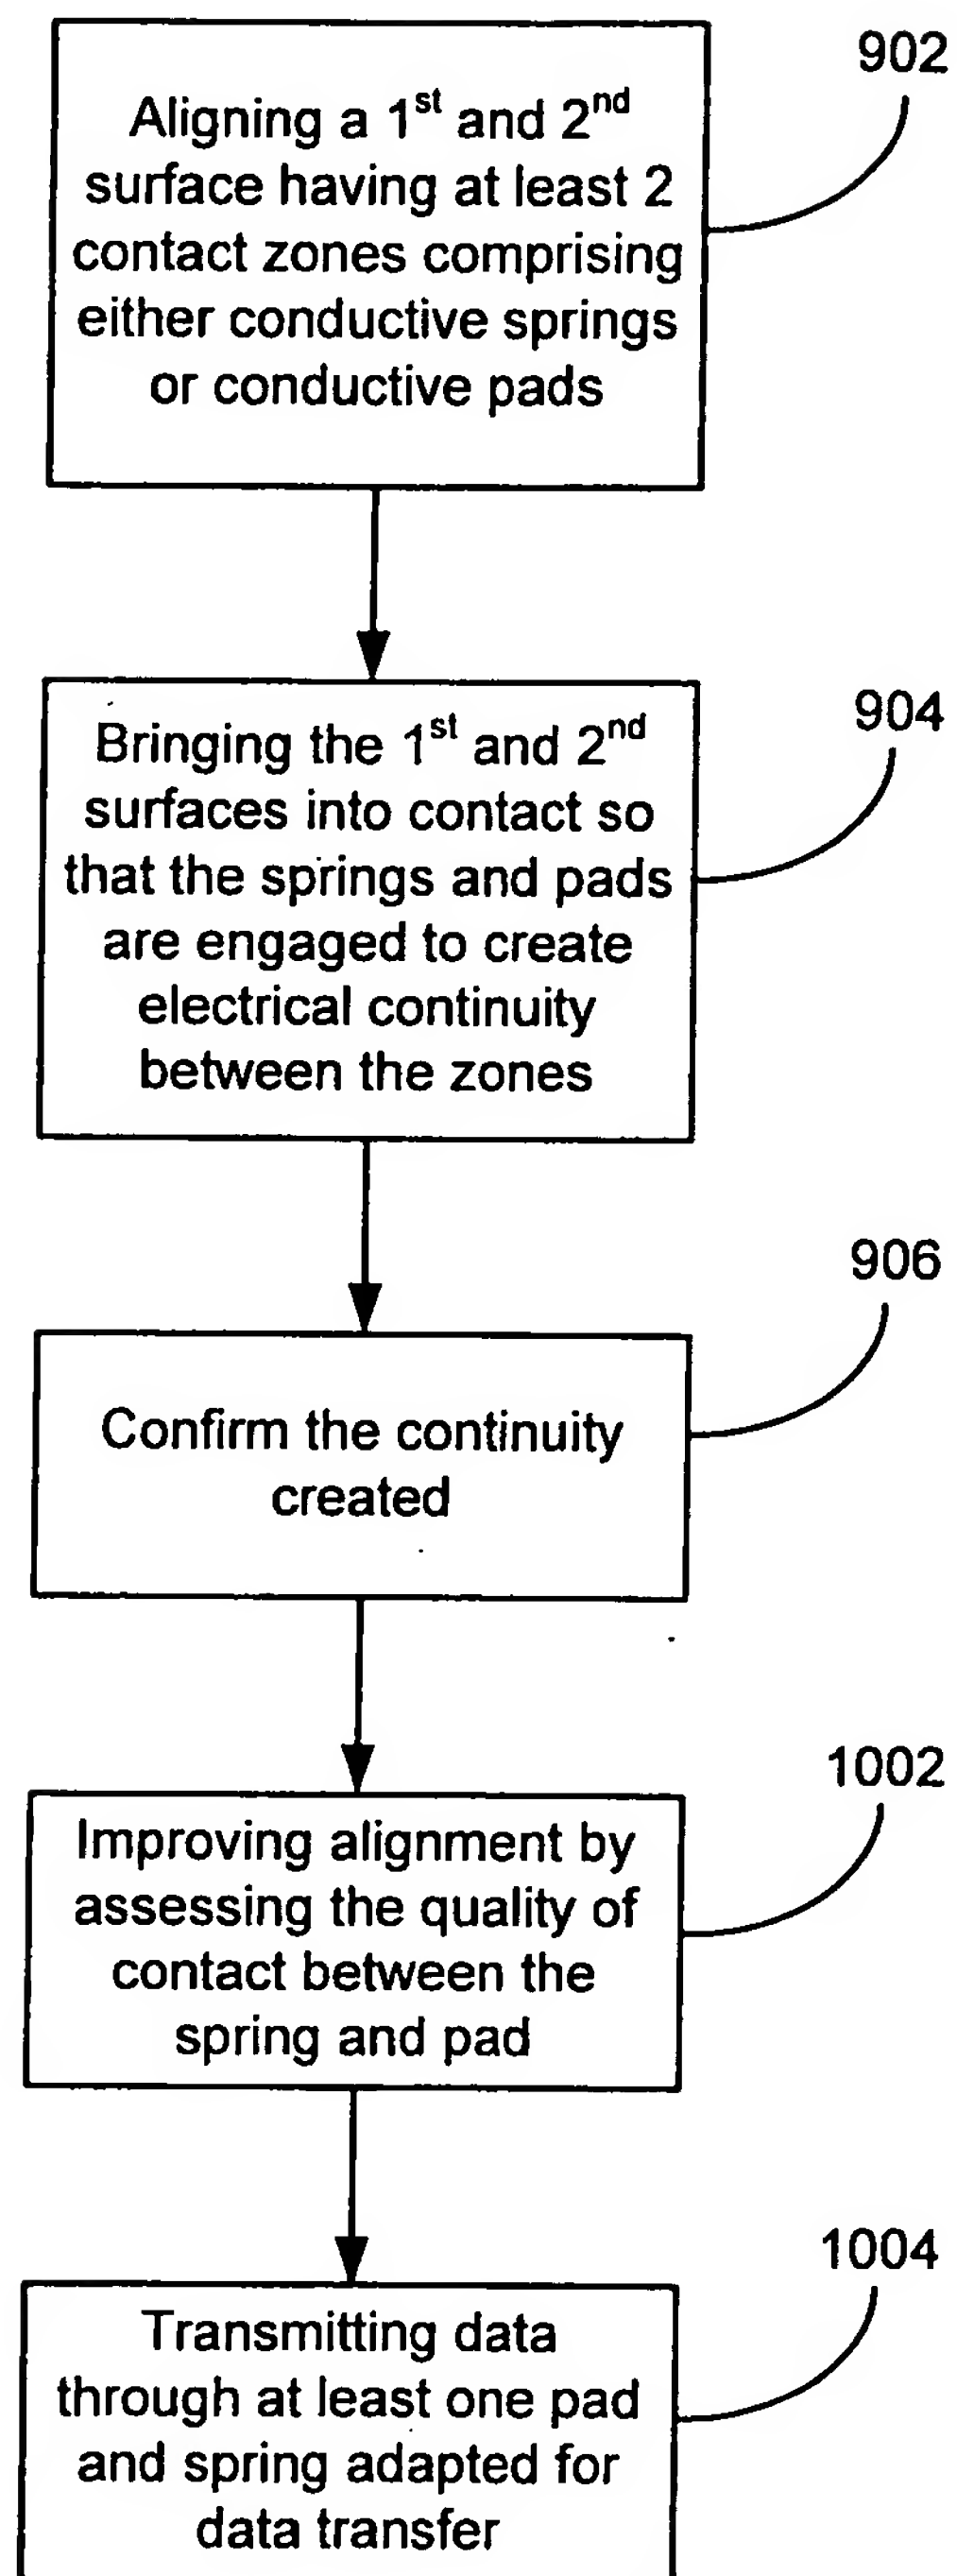 902
Aligning a 1st and 2nd
surface having at least 2
contact zones comprising
either conductive springs
or conductive pads
904
Bringing the 1st and 2nd
surfaces into contact so
that the springs and pads
are engaged to create
electrical continuity
between the zones
906
Confirm the continuity
created
1002
Improving alignment by
assessing the quality of
contact between the
spring and pad
1004
Transmitting data
through at least one pad
and spring adapted for
data transfer